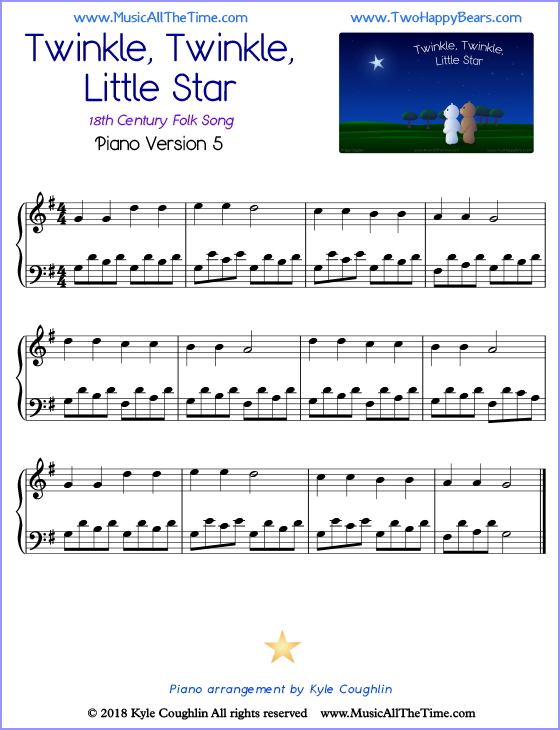 www.MusicAllTheTime.com
www.TwoHappyBears.com
Twinkle, Twinkle,
Little Star
18th Century Folk Song
Piano Version 5
Twinkle, Twinkle,
Little Star
4 4
4 4
Piano arrangement by Kyle Coughlin
© 2018 Kyle Coughlin All rights reserved www.MusicAllTheTime.com